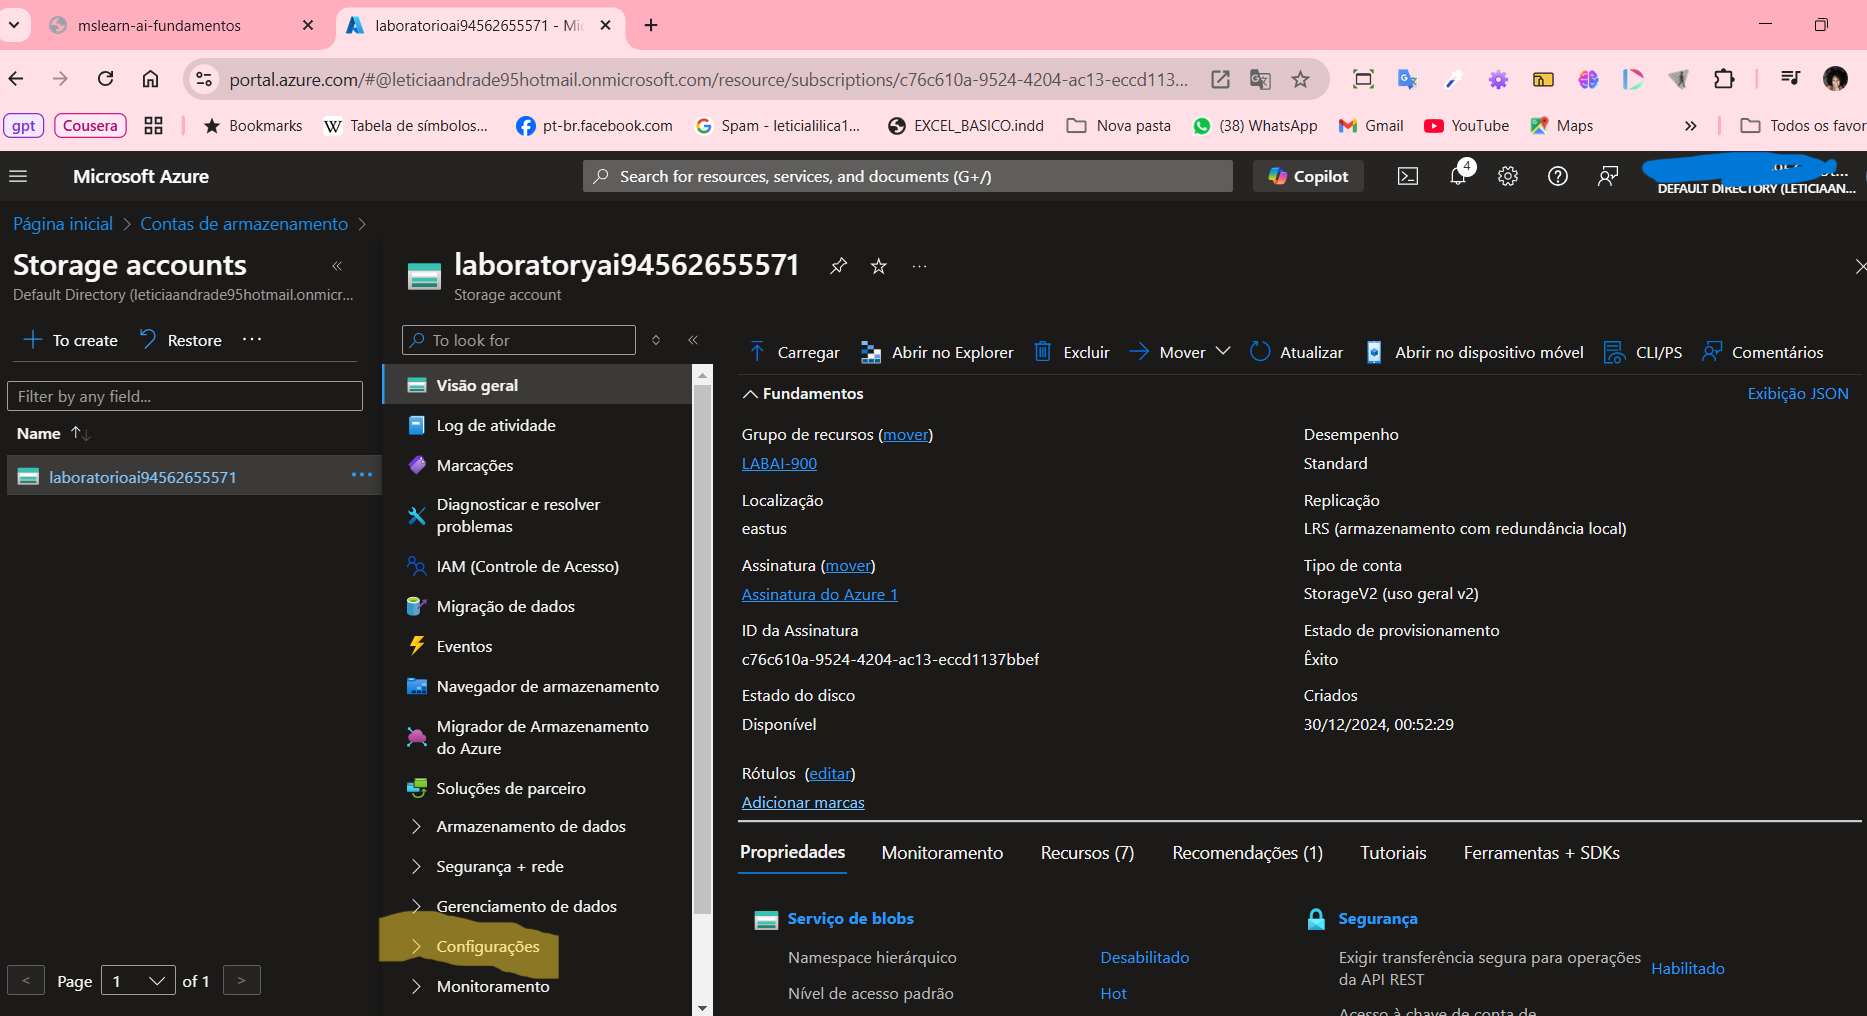 mslearn-ai-fundamentos
laboratorioai94562655571 - Mi
portal.azure.com/#@leticiaandrade95hotmail.onmicrosoft.com/resource/subscriptions/c76c610a-9524-4204-ac13-eccd113...
gpt
Cousera
Bookmarks
Tabela de símbolos...
pt-br.facebook.com
Spam - leticialilica1...
EXCEL_BASICO.indd
Nova pasta
(38) WhatsApp
Gmail
YouTube
Maps
»
Todos os favor
Microsoft Azure
Search for resources, services, and documents (G+/)
Copilot
4
DEFAULT DIRECTORY (LETICIAAN...
Página inicial > Contas de armazenamento >
Storage accounts
«
Default Directory (leticiaandrade95hotmail.onmicr...
To create
Restore
...
Filter by any field...
Name
laboratorioai94562655571
...
< Page 1 of 1 >
laboratoryai94562655571
...
Storage account
To look for
«
Visão geral
Log de atividade
Marcações
Diagnosticar e resolver
problemas
IAM (Controle de Acesso)
Migração de dados
Eventos
Navegador de armazenamento
Migrador de Armazenamento
do Azure
Soluções de parceiro
Armazenamento de dados
Segurança + rede
Gerenciamento de dados
Configurações
Monitoramento
Carregar
Abrir no Explorer
Excluir
Mover
Atualizar
Abrir no dispositivo móvel
CLI/PS
Comentários
Fundamentos
Exibição JSON
Grupo de recursos (mover)
LABAI-900
Localização
eastus
Assinatura (mover)
Assinatura do Azure 1
ID da Assinatura
c76c610a-9524-4204-ac13-eccd1137bbef
Estado do disco
Disponível
Desempenho
Standard
Replicação
LRS (armazenamento com redundância local)
Tipo de conta
StorageV2 (uso geral v2)
Estado de provisionamento
Êxito
Criados
30/12/2024, 00:52:29
Rótulos (editar)
Adicionar marcas
Propriedades
Monitoramento
Recursos (7)
Recomendações (1)
Tutoriais
Ferramentas + SDKs
Serviço de blobs
Namespace hierárquico
Desabilitado
Nível de acesso padrão
Hot
Segurança
Exigir transferência segura para operações
da API REST
Habilitado
Acesso à chave de conta de